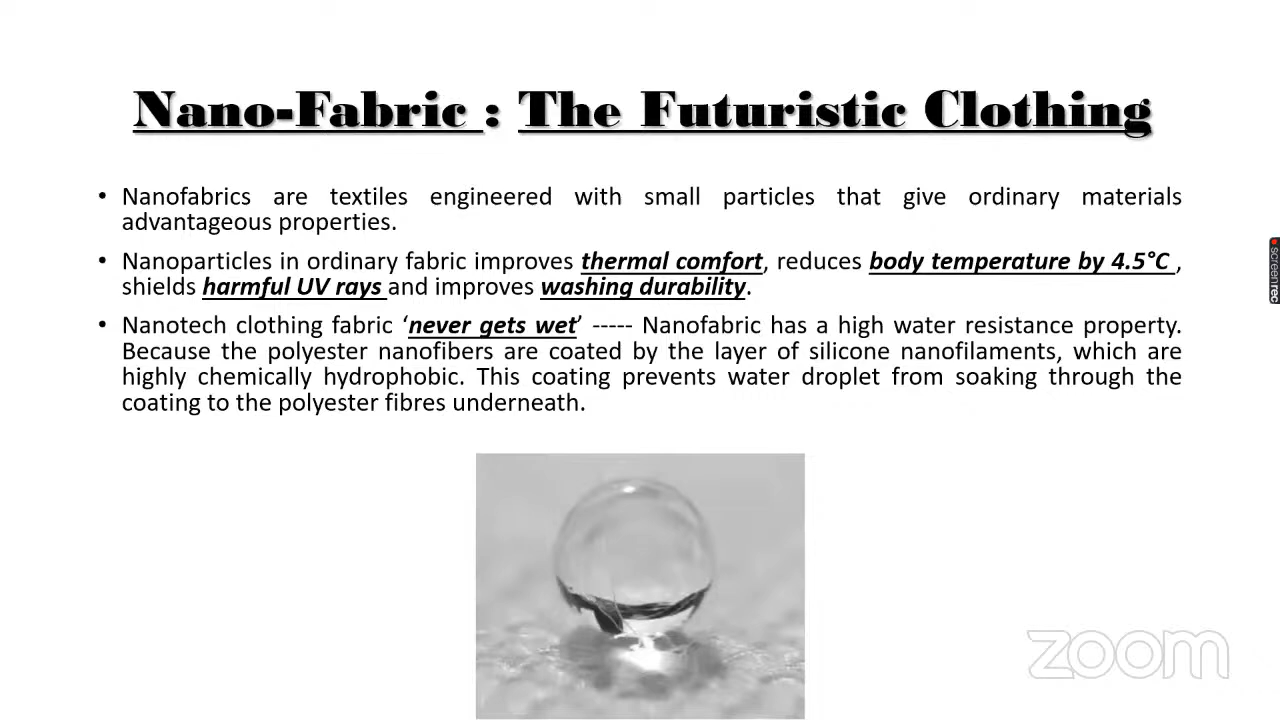 Nano-Fabric : The Futuristic Clothing
• Nanofabrics are textiles engineered with small particles that give ordinary materials
advantageous properties.
• Nanoparticles in ordinary fabric improves thermal comfort, reduces body temperature by 4.5°C ,
shields harmful UV rays and improves washing durability.
• Nanotech clothing fabric ‘never gets wet’ ----- Nanofabric has a high water resistance property.
Because the polyester nanofibers are coated by the layer of silicone nanofilaments, which are
highly chemically hydrophobic. This coating prevents water droplet from soaking through the
coating to the polyester fibres underneath.
Screenrec
zoom